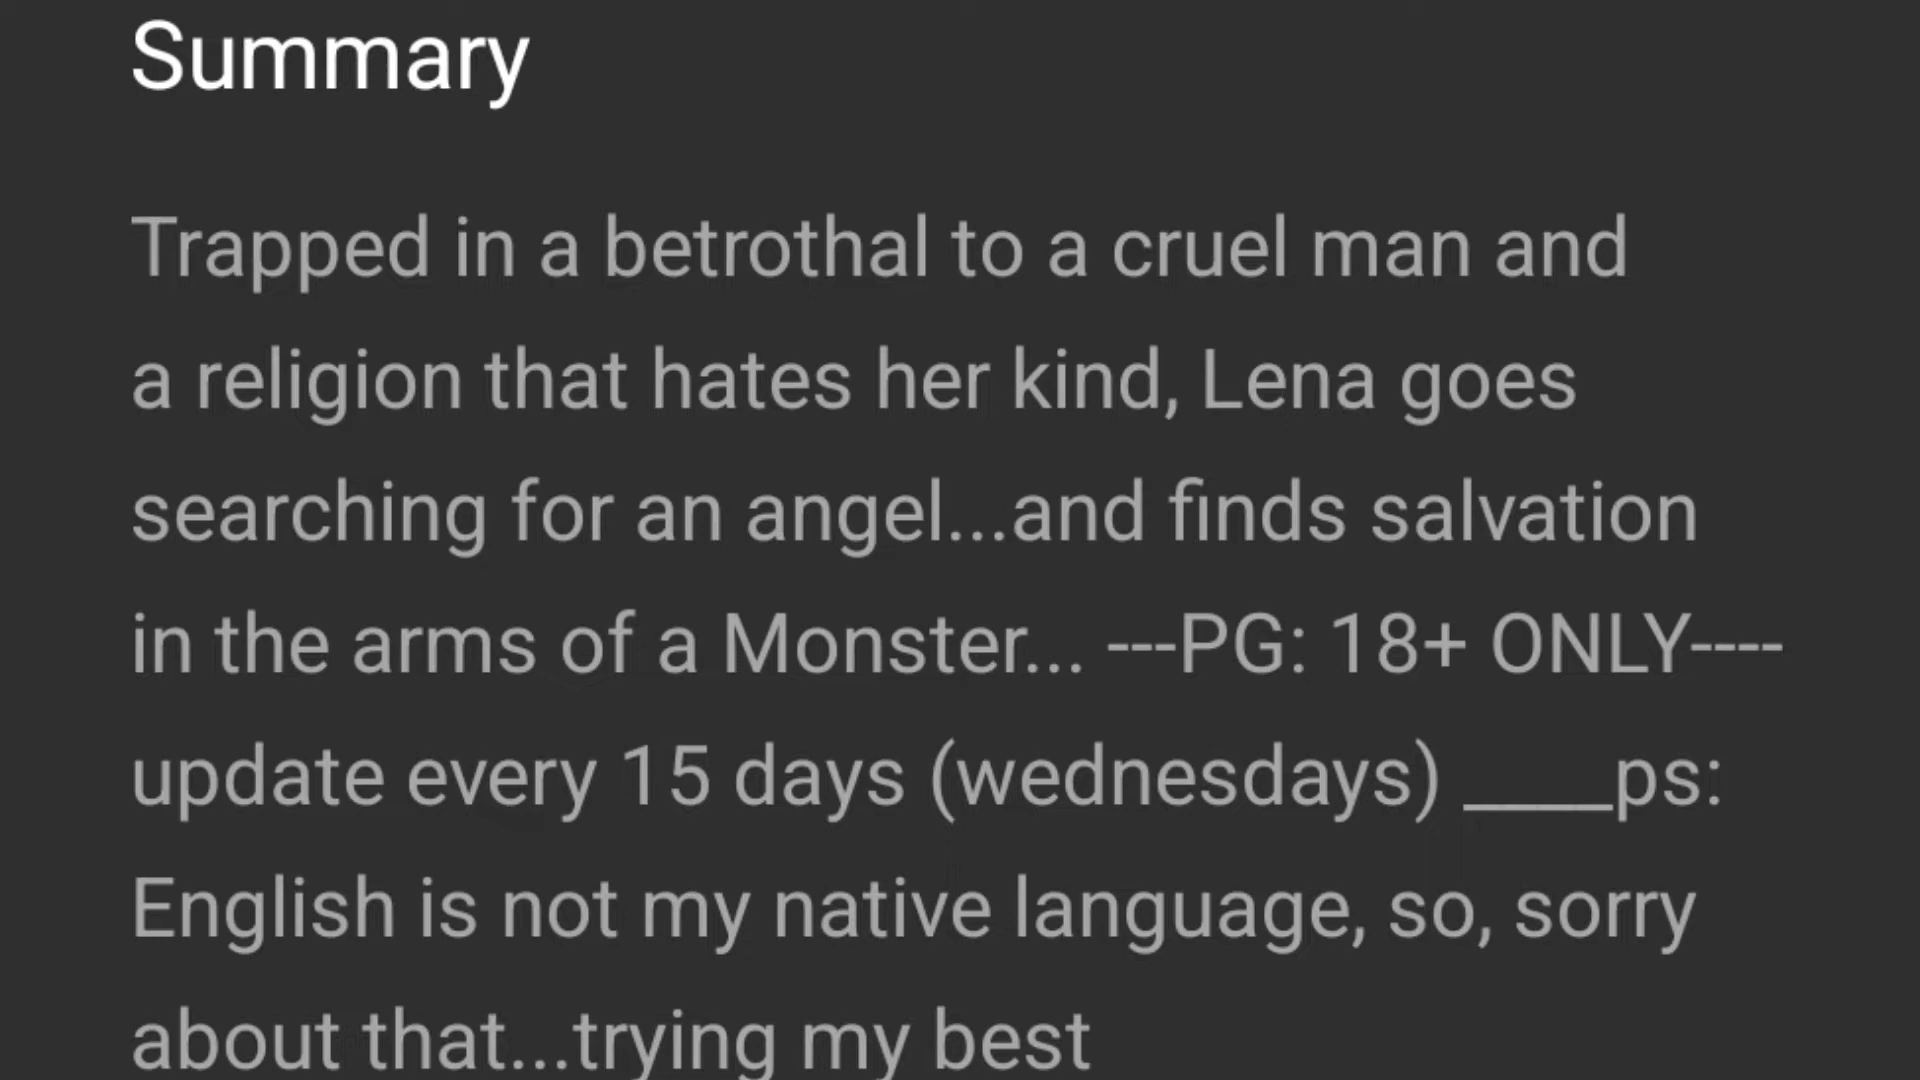 Summary
Trapped in a betrothal to a cruel man and
a religion that hates her kind, Lena goes
searching for an angel...and finds salvation
in the arms of a Monster... ---PG: 18+ ONLY----
update every 15 days (wednesdays) ____ps:
English is not my native language, so, sorry
about that...trying my best